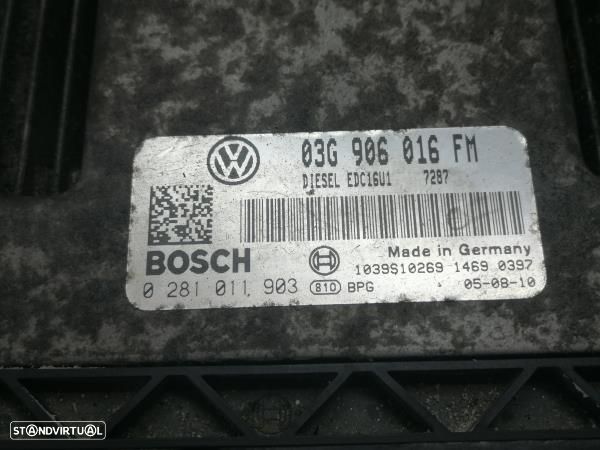 03G 906 016 FM
DIESEL EDC16U1 7287
BOSCH
Made in Germany
1039S10269 1469 0397
0 281 011 903 810 BPG 05-08-10
STANDVIRTUAL